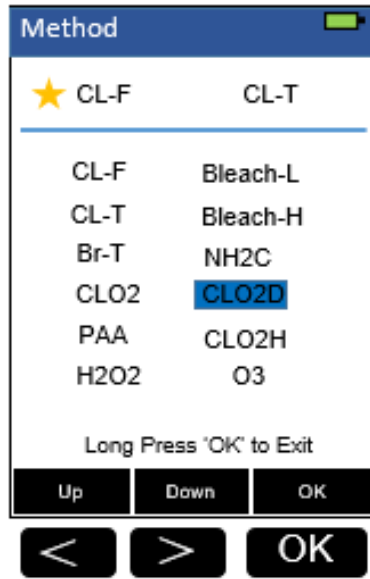 Method
CL-F CL-T
CL-F Bleach-L
CL-T Bleach-H
Br-T NH2C
CLO2 CLO2D
PAA CLO2H
H2O2 O3
Long Press 'OK' to Exit
Up Down OK
< > OK